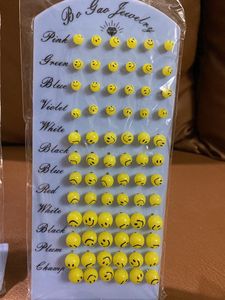 Bo Gao Jewelry
Pink
Green
Blue
Violet
White
Black
Blue
Red
White
Black
Plum
Champ